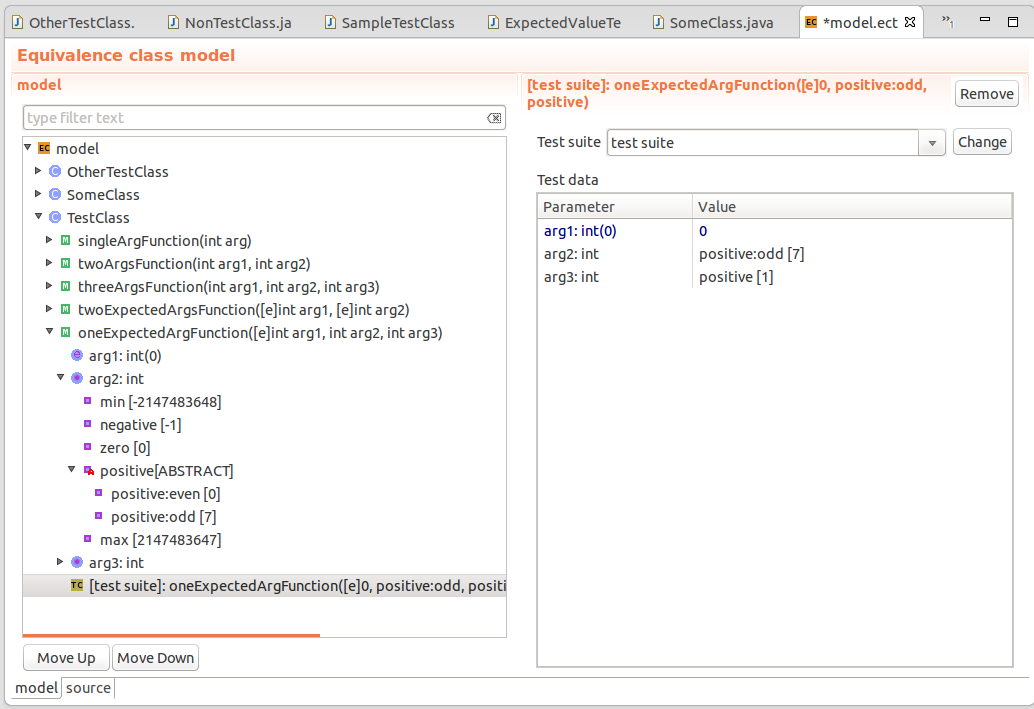 OtherTestClass. NonTestClass.ja SampleTestClass ExpectedValueTe SomeClass.java EC *model.ect »1
Equivalence class model
model
type filter text
EC model
C OtherTestClass
C SomeClass
C TestClass
M singleArgFunction(int arg)
M twoArgsFunction(int arg1, int arg2)
M threeArgsFunction(int arg1, int arg2, int arg3)
M twoExpectedArgsFunction([e]int arg1, [e]int arg2)
M oneExpectedArgFunction([e]int arg1, int arg2, int arg3)
arg1: int(0)
arg2: int
min [-2147483648]
negative [-1]
zero [0]
positive[ABSTRACT]
positive:even [0]
positive:odd [7]
max [2147483647]
arg3: int
TC [test suite]: oneExpectedArgFunction([e]0, positive:odd, positi
Move Up Move Down
model source
[test suite]: oneExpectedArgFunction([e]0, positive:odd,
positive)
Remove
Test suite test suite Change
Test data
Parameter Value
arg1: int(0) 0
arg2: int positive:odd [7]
arg3: int positive [1]